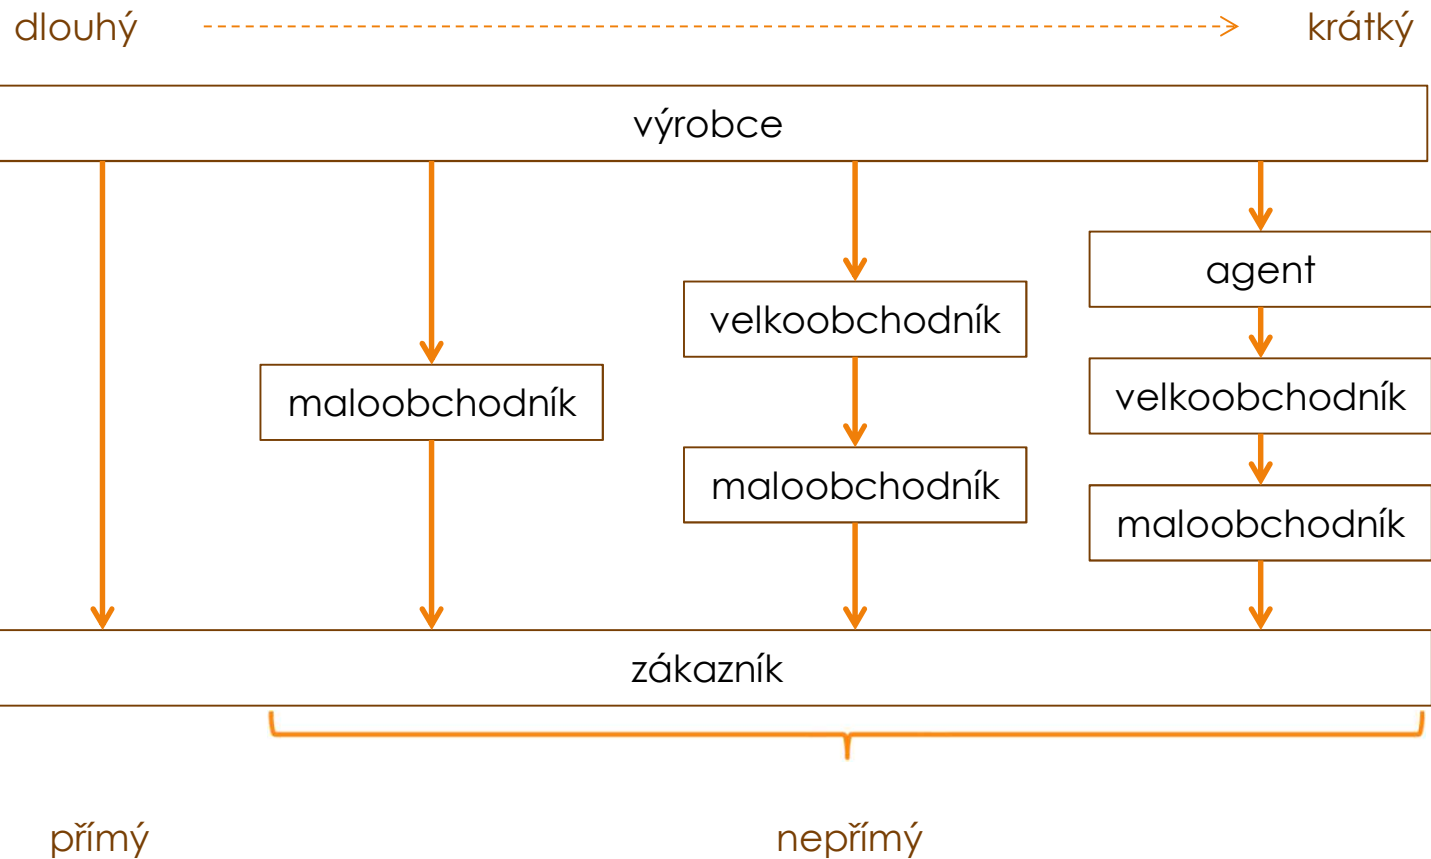 dlouhý
krátký
výrobce
agent
velkoobchodník
velkoobchodník
maloobchodník
maloobchodník
maloobchodník
zákazník
přímý
nepřímý